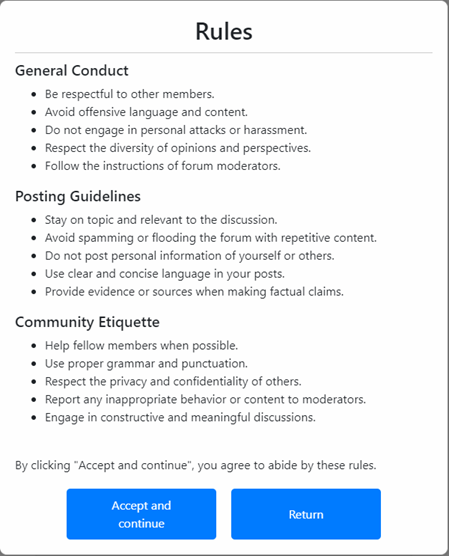 Rules
General Conduct
Be respectful to other members.
Avoid offensive language and content.
Do not engage in personal attacks or harassment.
Respect the diversity of opinions and perspectives.
Follow the instructions of forum moderators.
Posting Guidelines
Stay on topic and relevant to the discussion.
Avoid spamming or flooding the forum with repetitive content.
Do not post personal information of yourself or others.
Use clear and concise language in your posts.
Provide evidence or sources when making factual claims.
Community Etiquette
Help fellow members when possible.
Use proper grammar and punctuation.
Respect the privacy and confidentiality of others.
Report any inappropriate behavior or content to moderators.
Engage in constructive and meaningful discussions.
By clicking "Accept and continue", you agree to abide by these rules.
Accept and
continue
Return